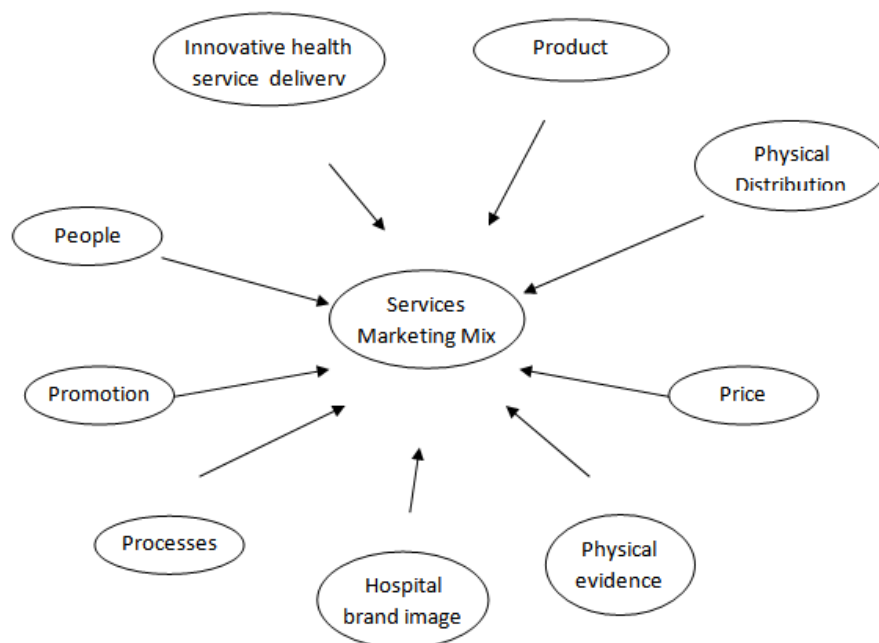 Innovative health
service delivery
Product
Physical
Distribution
People
Services
Marketing Mix
Promotion
Price
Processes
Physical
evidence
Hospital
brand image